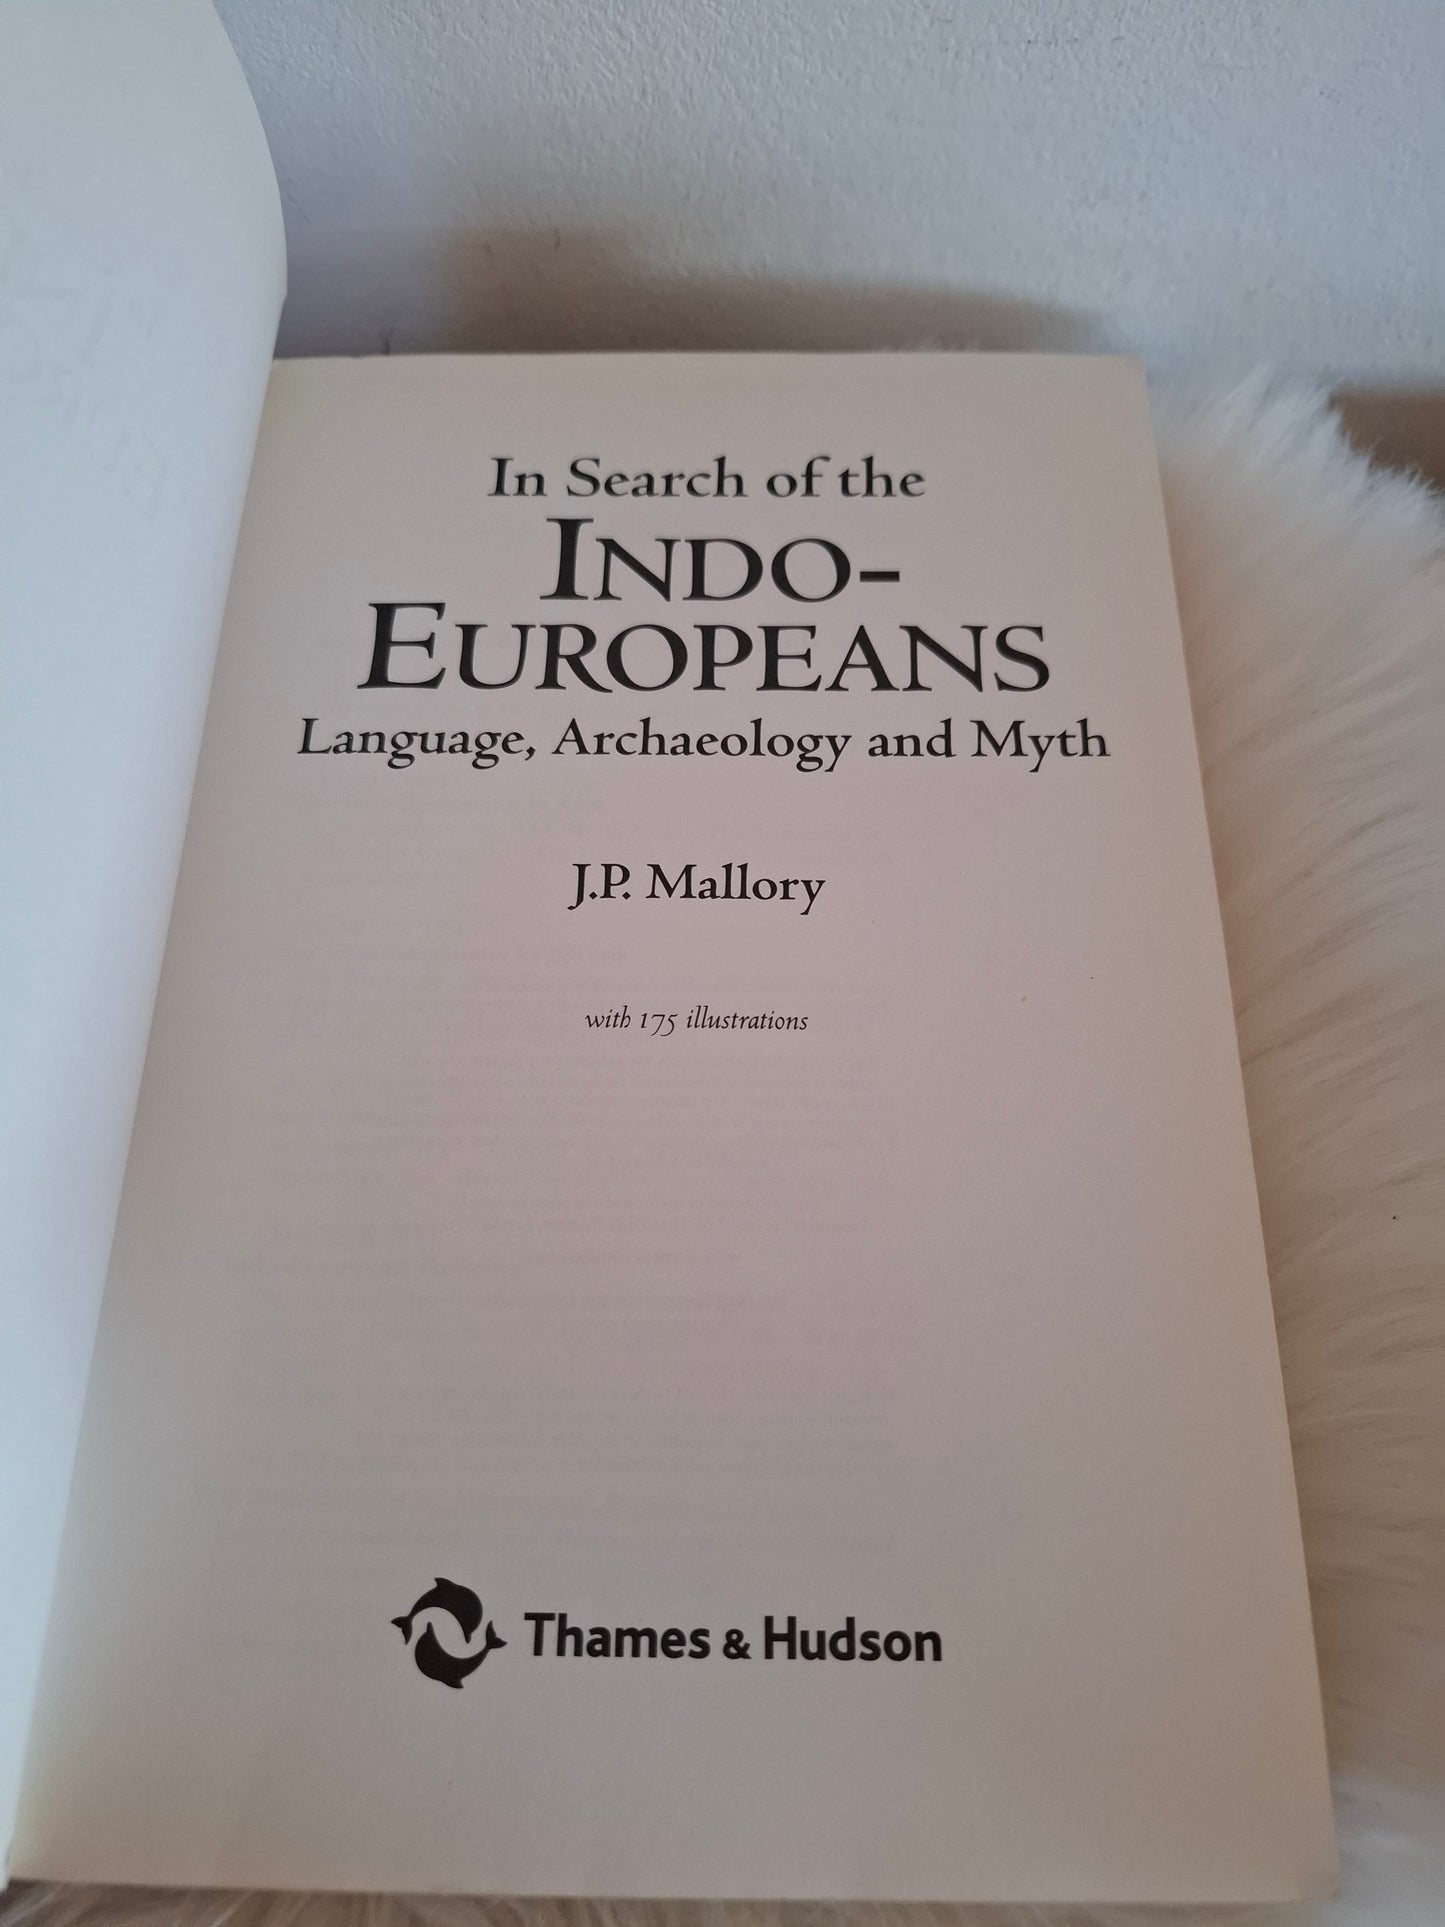 In Search of the
INDO-
EUROPEANS
Language, Archaeology and Myth
J.P. Mallory
with 175 illustrations
Thames & Hudson